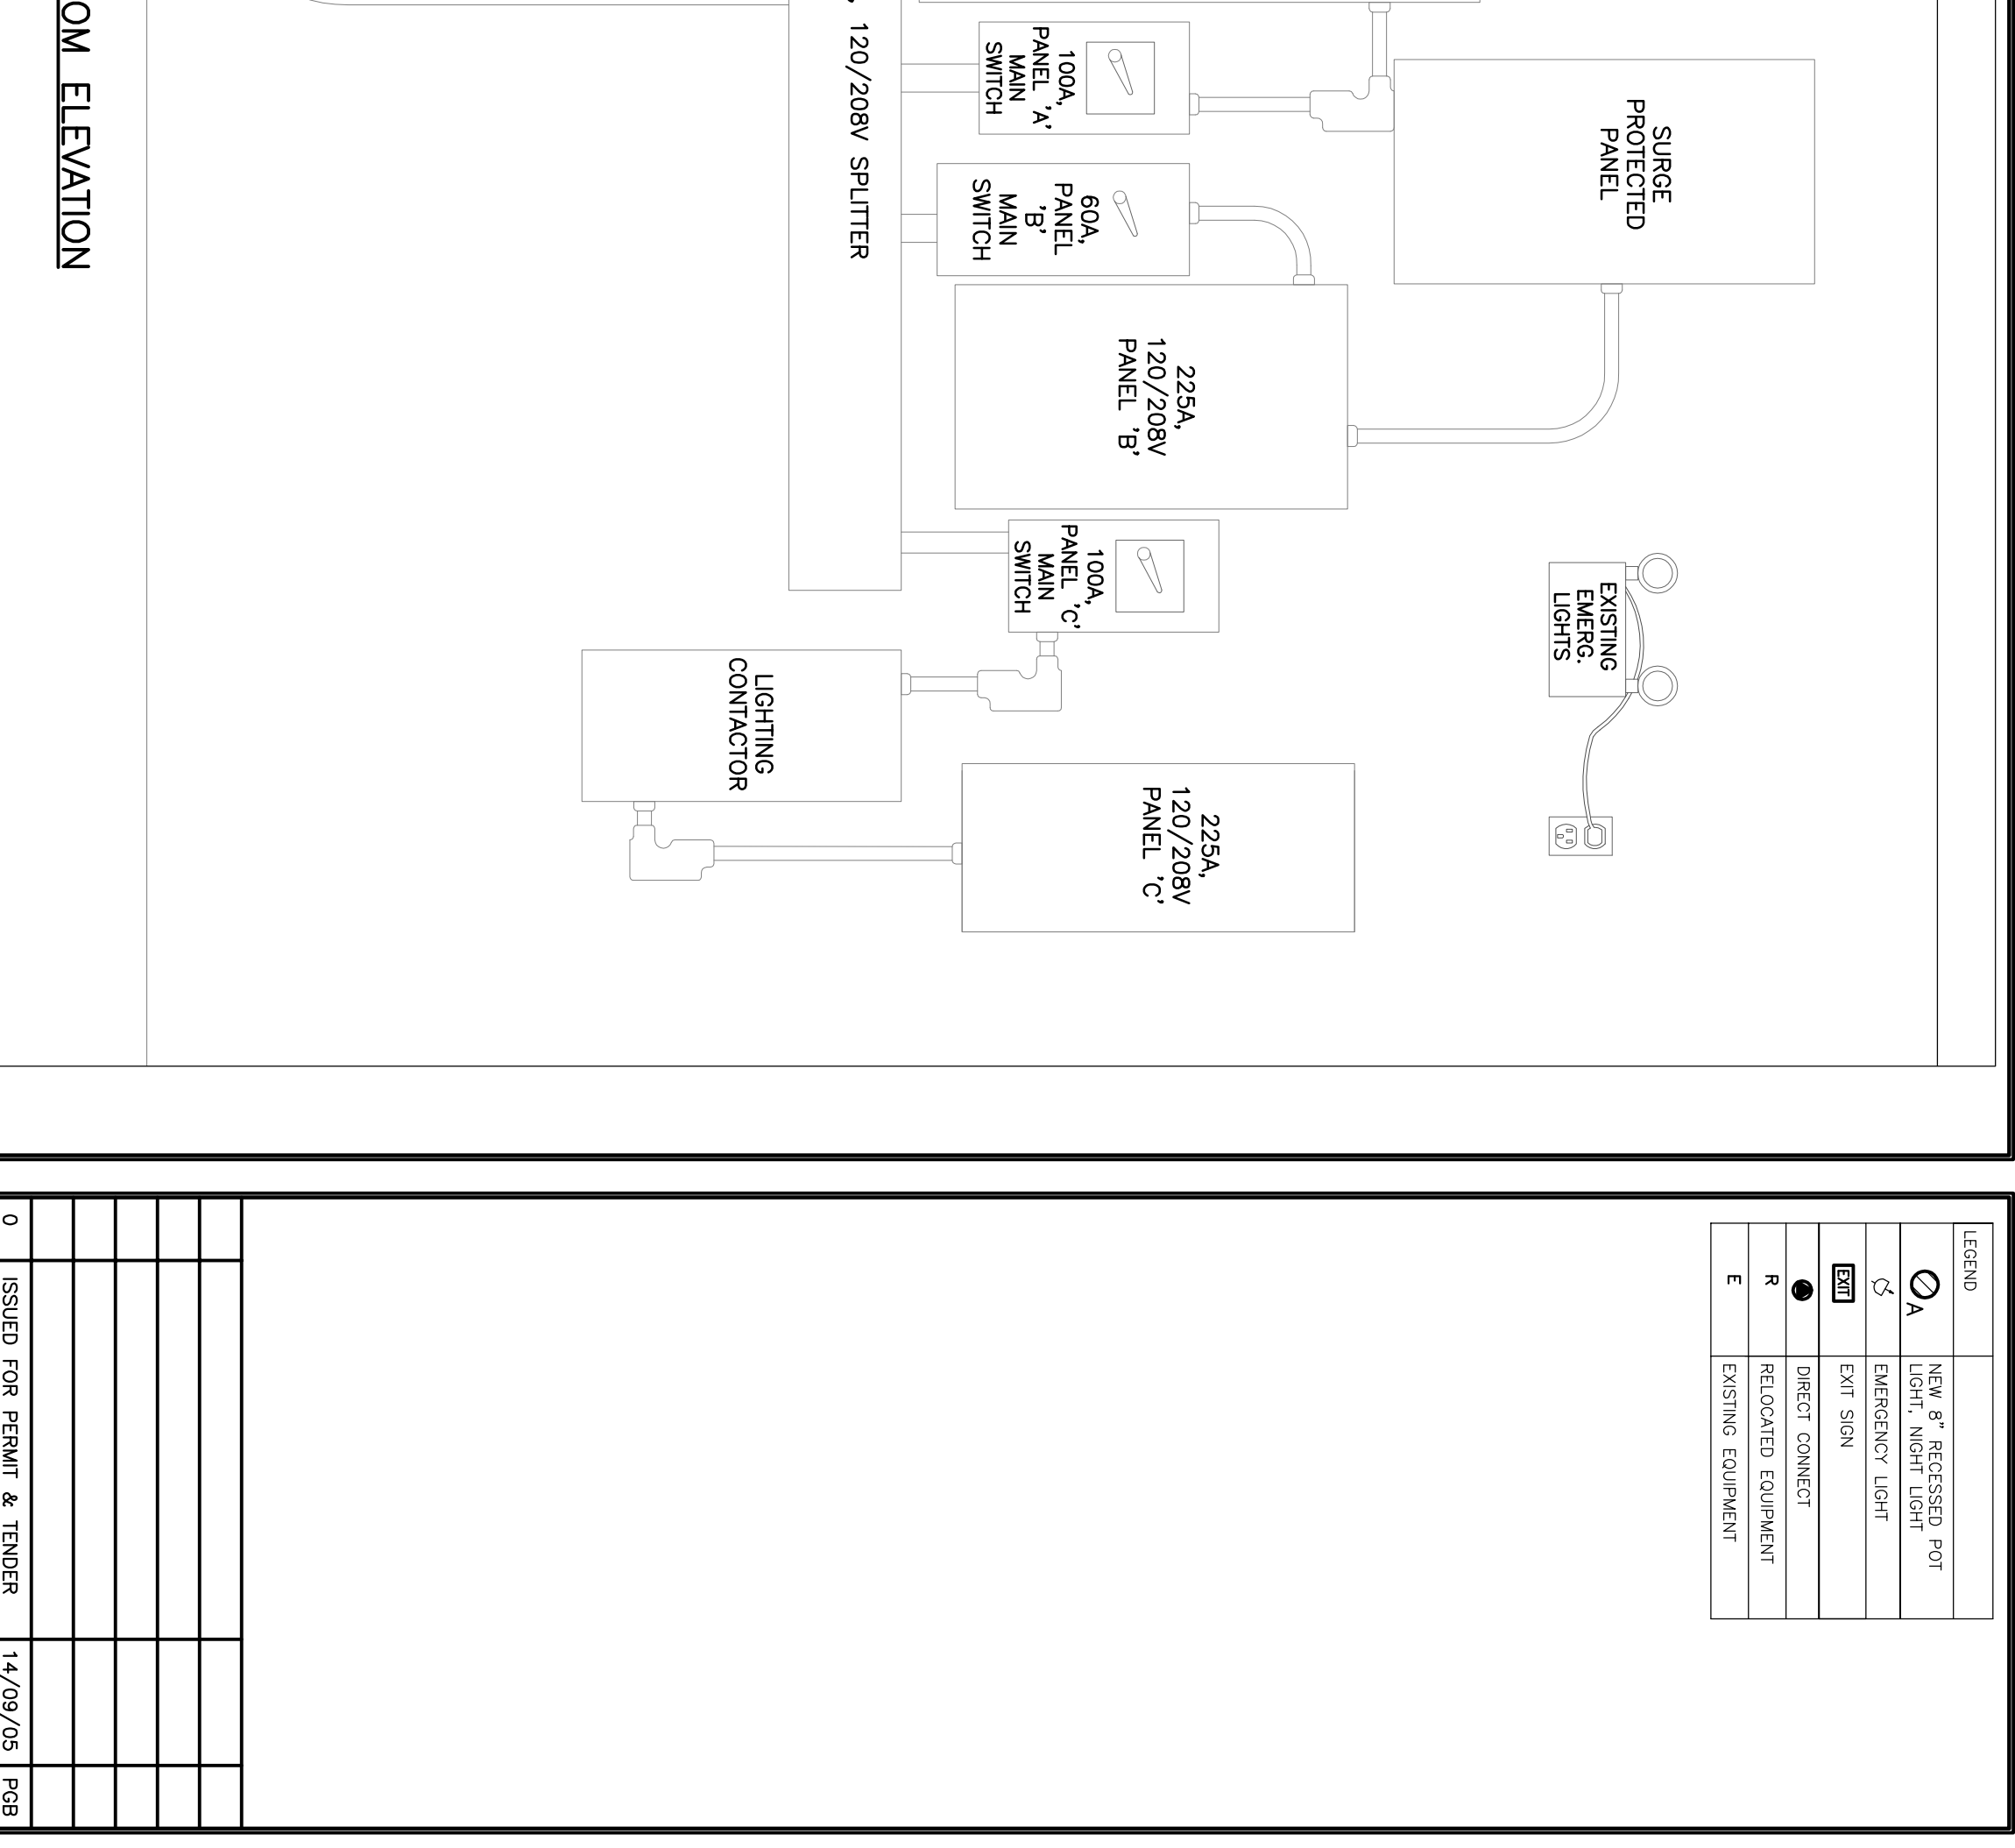 SURGE
PROTECTED
PANEL
EXISTING
EMERG.
LIGHTS
100A,
PANEL 'A'
MAIN
SWITCH
60A,
PANEL
'B'
MAIN
SWITCH
225A,
120/208V
PANEL 'B'
100A,
PANEL 'C'
MAIN
SWITCH
225A,
120/208V
PANEL 'C'
, 120/208V SPLITTER
LIGHTING
CONTACTOR
OM ELEVATION
LEGEND
A NEW 8" RECESSED POT
LIGHT, NIGHT LIGHT
EMERGENCY LIGHT
EXIT EXIT SIGN
DIRECT CONNECT
R RELOCATED EQUIPMENT
E EXISTING EQUIPMENT
0 ISSUED FOR PERMIT & TENDER 14/09/05 PGB